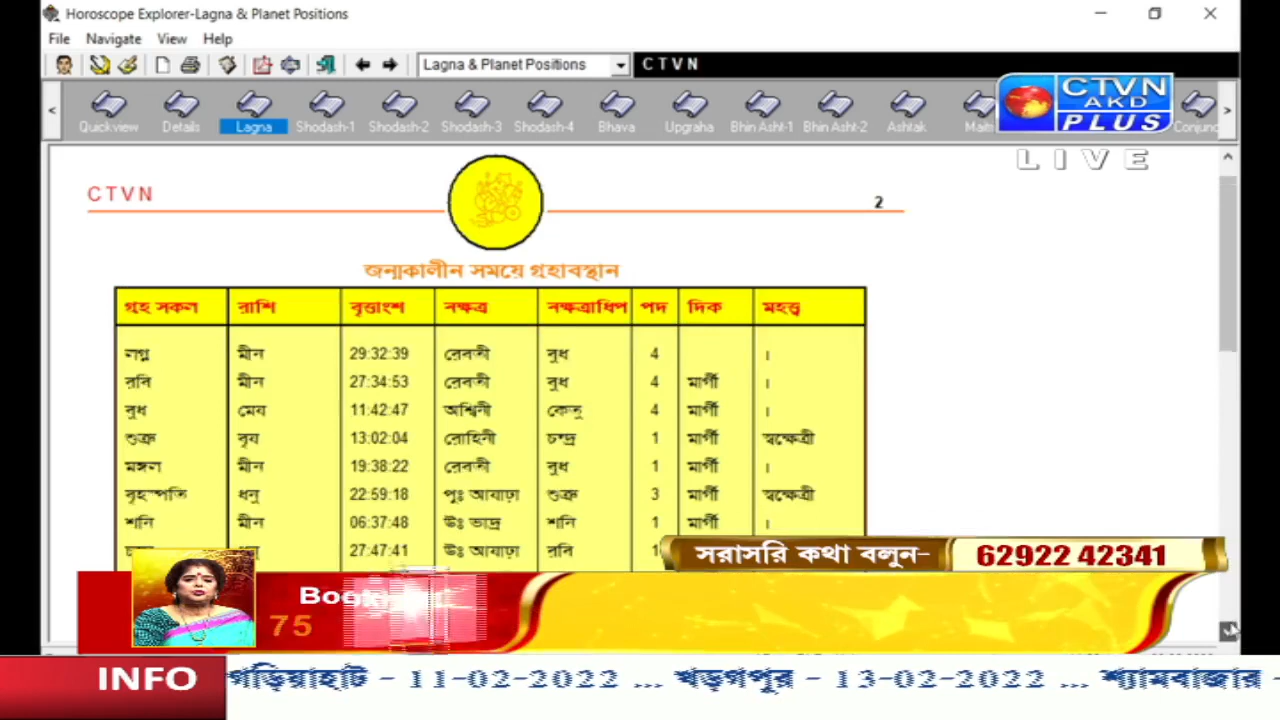 Horoscope Explorer-Lagna & Planet Positions
File Navigate View Help
Lagna & Planet Positions CTVN
Quick view Details Lagna Shodash-1 Shodash-2 Shodash-3 Shodash-4 Bhava Upgraha Bhin Asht-1 Bhin Asht-2 Ashtak
CTVN
AKD
PLUS
LIVE
CTVN 2
জন্মকালীন সময়ে গৃহাবস্থান
গৃহ সকল রাশি বৃত্তাংশ নক্ষত্র নক্ষত্রাধিপ পদ দিক মহত্ত্ব
লগ্ন মীন 29:32:39 রেবতী বুধ 4 ।
রবি মীন 27:34:53 রেবতী বুধ 4 মার্গী ।
বুধ মেষ 11:42:47 অশ্বিনী কেতু 4 মার্গী ।
শুক্র বৃষ 13:02:04 রোহিনী চন্দ্র 1 মার্গী স্বক্ষেত্রী
মঙ্গল মীন 19:38:22 রেবতী বুধ 1 মার্গী ।
বৃহস্পতি ধনু 22:59:18 পুঃ আষাঢ়া শুক্র 3 মার্গী স্বক্ষেত্রী
শনি মীন 06:37:48 উঃ ভাদ্র শনি 1 মার্গী ।
27:47:41 উঃ আষাঢ়া রবি 1
সরাসরি কথা বলুন- 62922 42341
75
INFO গড়িয়াহাট - 11-02-2022 ... খড়গপুর - 13-02-2022 ... শ্যামবাজার -